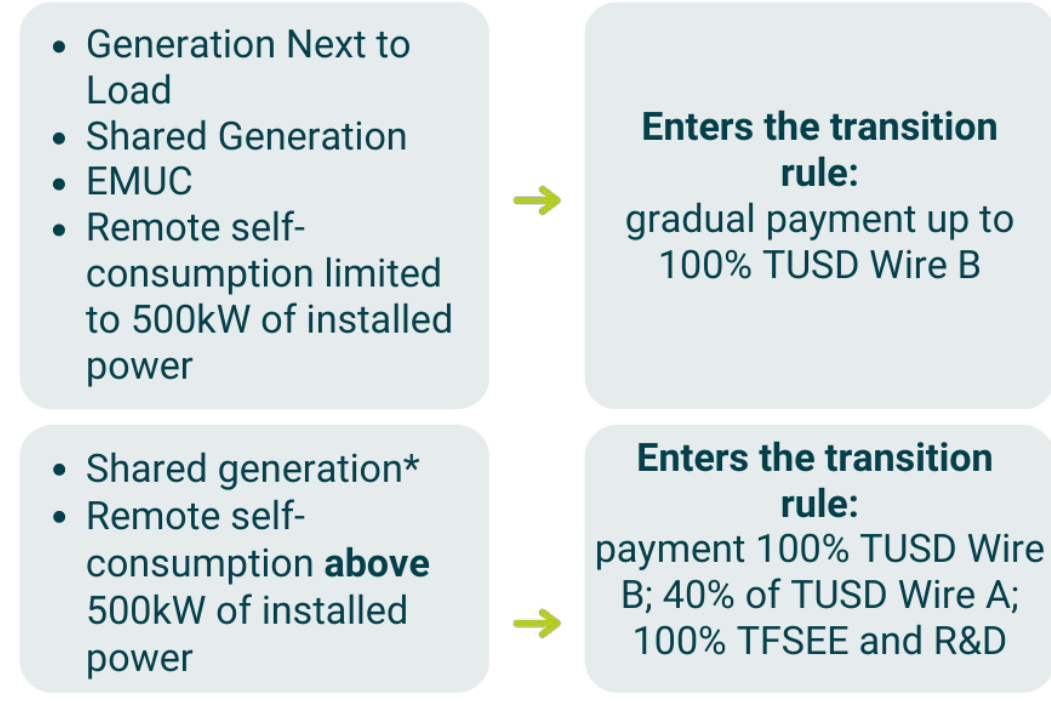 • Generation Next to
Load
• Shared Generation
• EMUC
• Remote self-
consumption limited
to 500kW of installed
power
Enters the transition
rule:
gradual payment up to
100% TUSD Wire B
• Shared generation*
• Remote self-
consumption above
500kW of installed
power
Enters the transition
rule:
payment 100% TUSD Wire
B; 40% of TUSD Wire A;
100% TFSEE and R&D